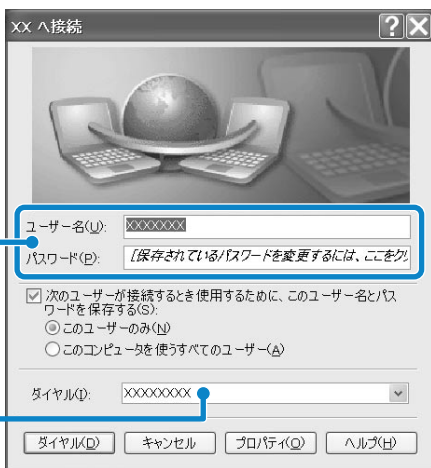 xx へ接続
ユーザー名(U): XXXXXXX
パスワード(P): [保存されているパスワードを変更するには、ここをクリ
次のユーザーが接続するとき使用するために、このユーザー名とパス
ワードを保存する(S):
このユーザーのみ(N)
このコンピュータを使うすべてのユーザー(A)
ダイヤル(I): XXXXXXXX
ダイヤル(D) キャンセル プロパティ(O) ヘルプ(H)